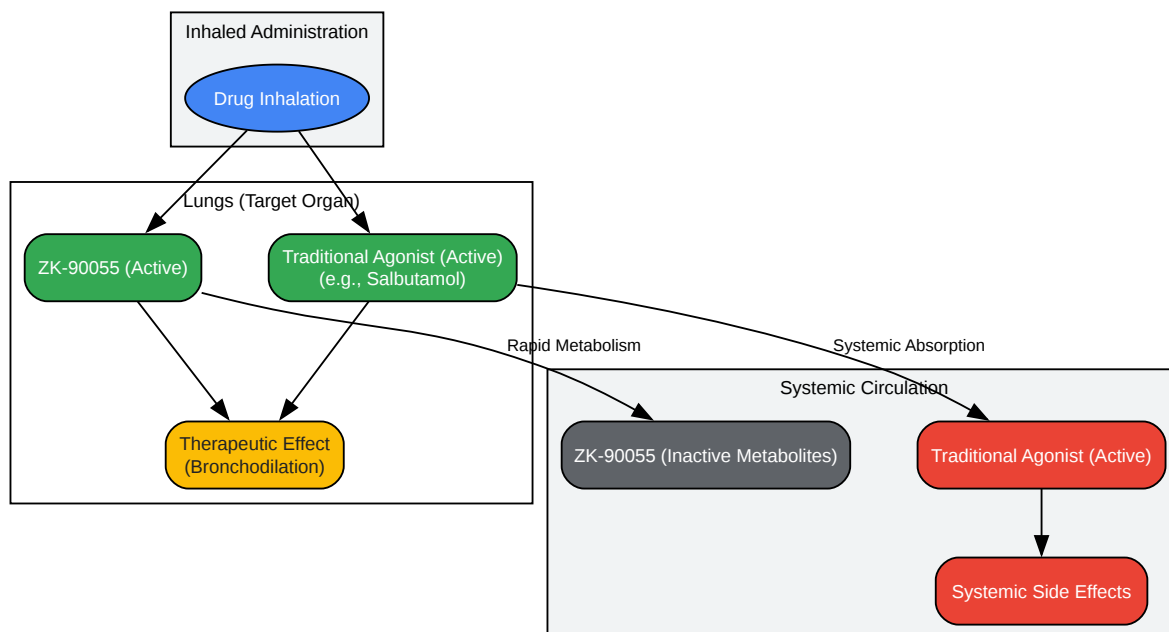 Inhaled Administration
Drug Inhalation
Lungs (Target Organ)
ZK-90055 (Active)
Traditional Agonist (Active)
(e.g., Salbutamol)
Rapid Metabolism
Systemic Absorption
Systemic Circulation
Therapeutic Effect
(Bronchodilation)
ZK-90055 (Inactive Metabolites)
Traditional Agonist (Active)
Systemic Side Effects